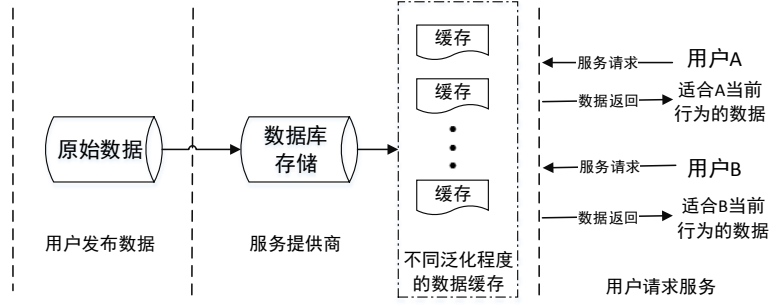 缓存
缓存
缓存
原始数据
数据库
存储
用户发布数据
服务提供商
不同泛化程度
的数据缓存
服务请求
用户A
数据返回
适合A当前
行为的数据
服务请求
用户B
数据返回
适合B当前
行为的数据
用户请求服务